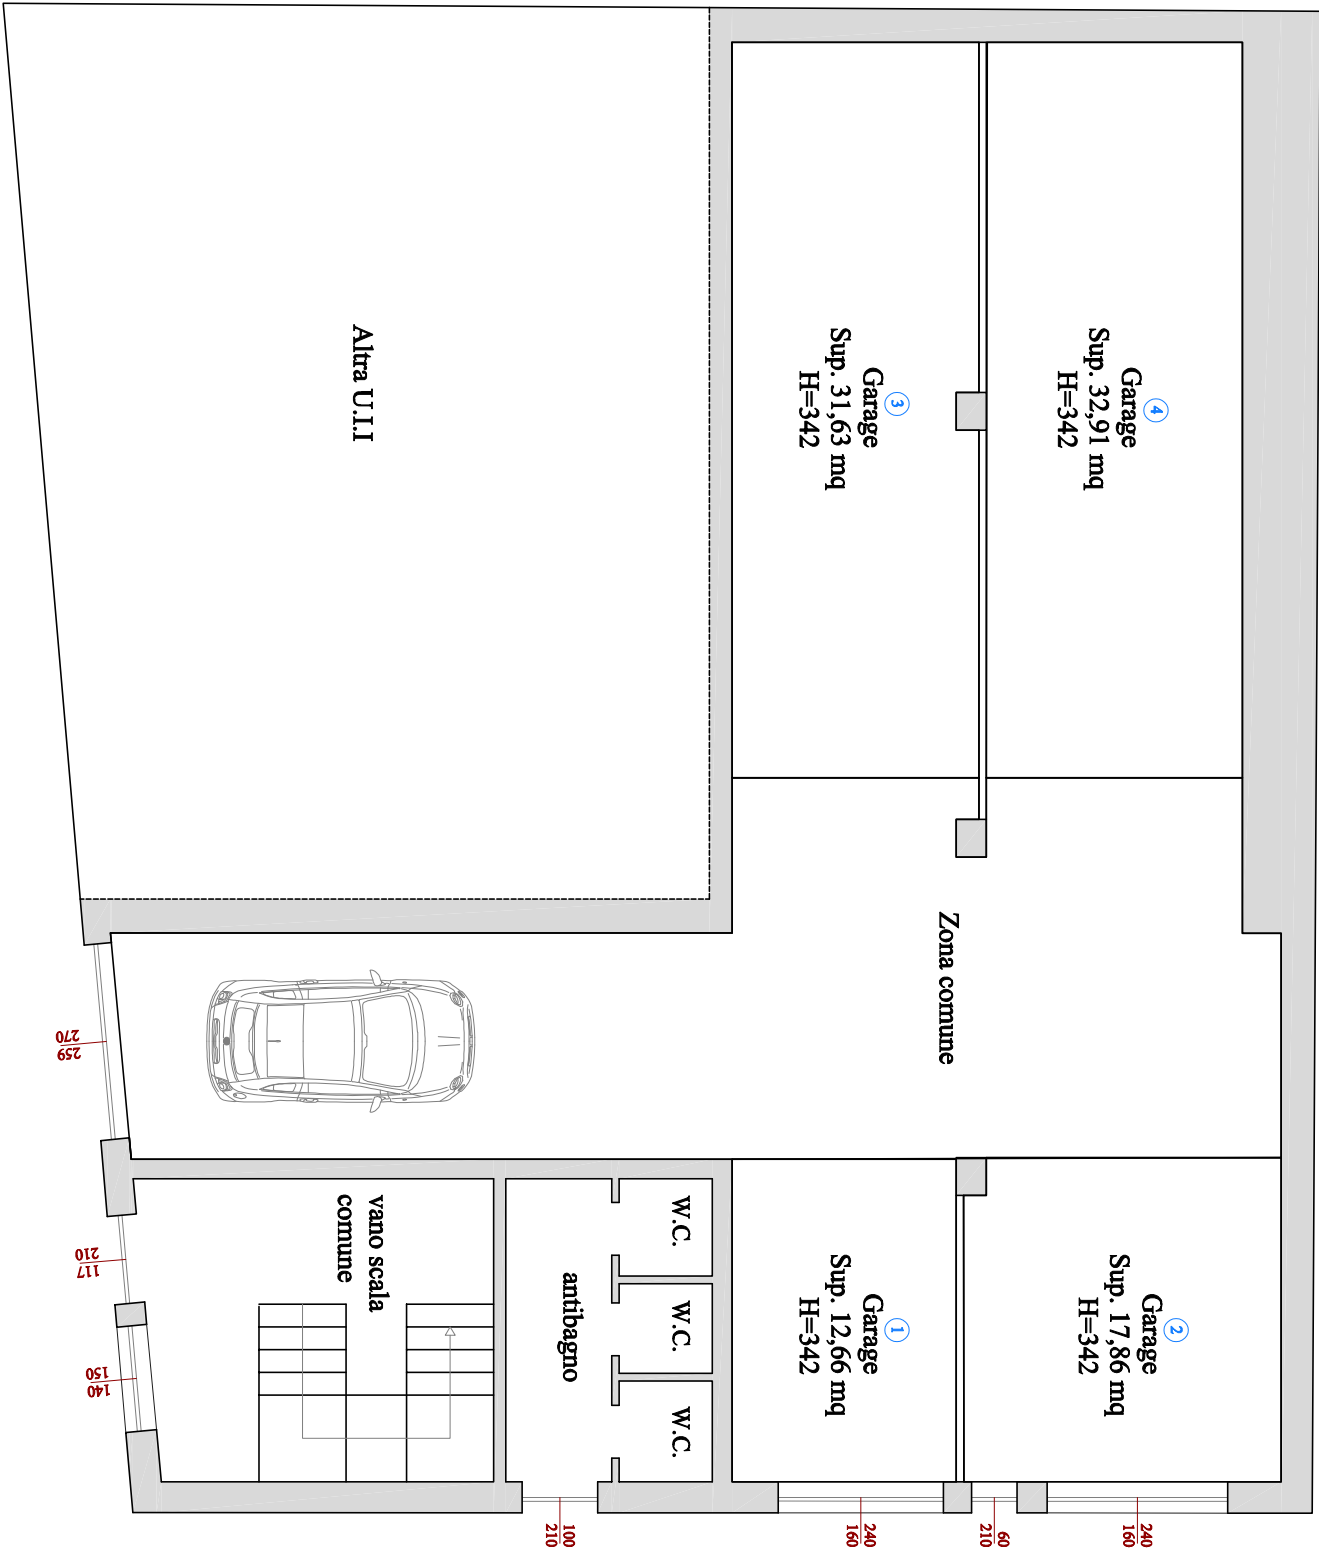 Altra U.I.I
3
Garage
Sup. 31,63 mq
H=342
4
Garage
Sup. 32,91 mq
H=342
Zona comune
270
259
210
117
150
140
vano scala
comune
antibagno
W.C.
W.C.
W.C.
1
Garage
Sup. 12,66 mq
H=342
2
Garage
Sup. 17,86 mq
H=342
100
210
240
160
60
210
240
160